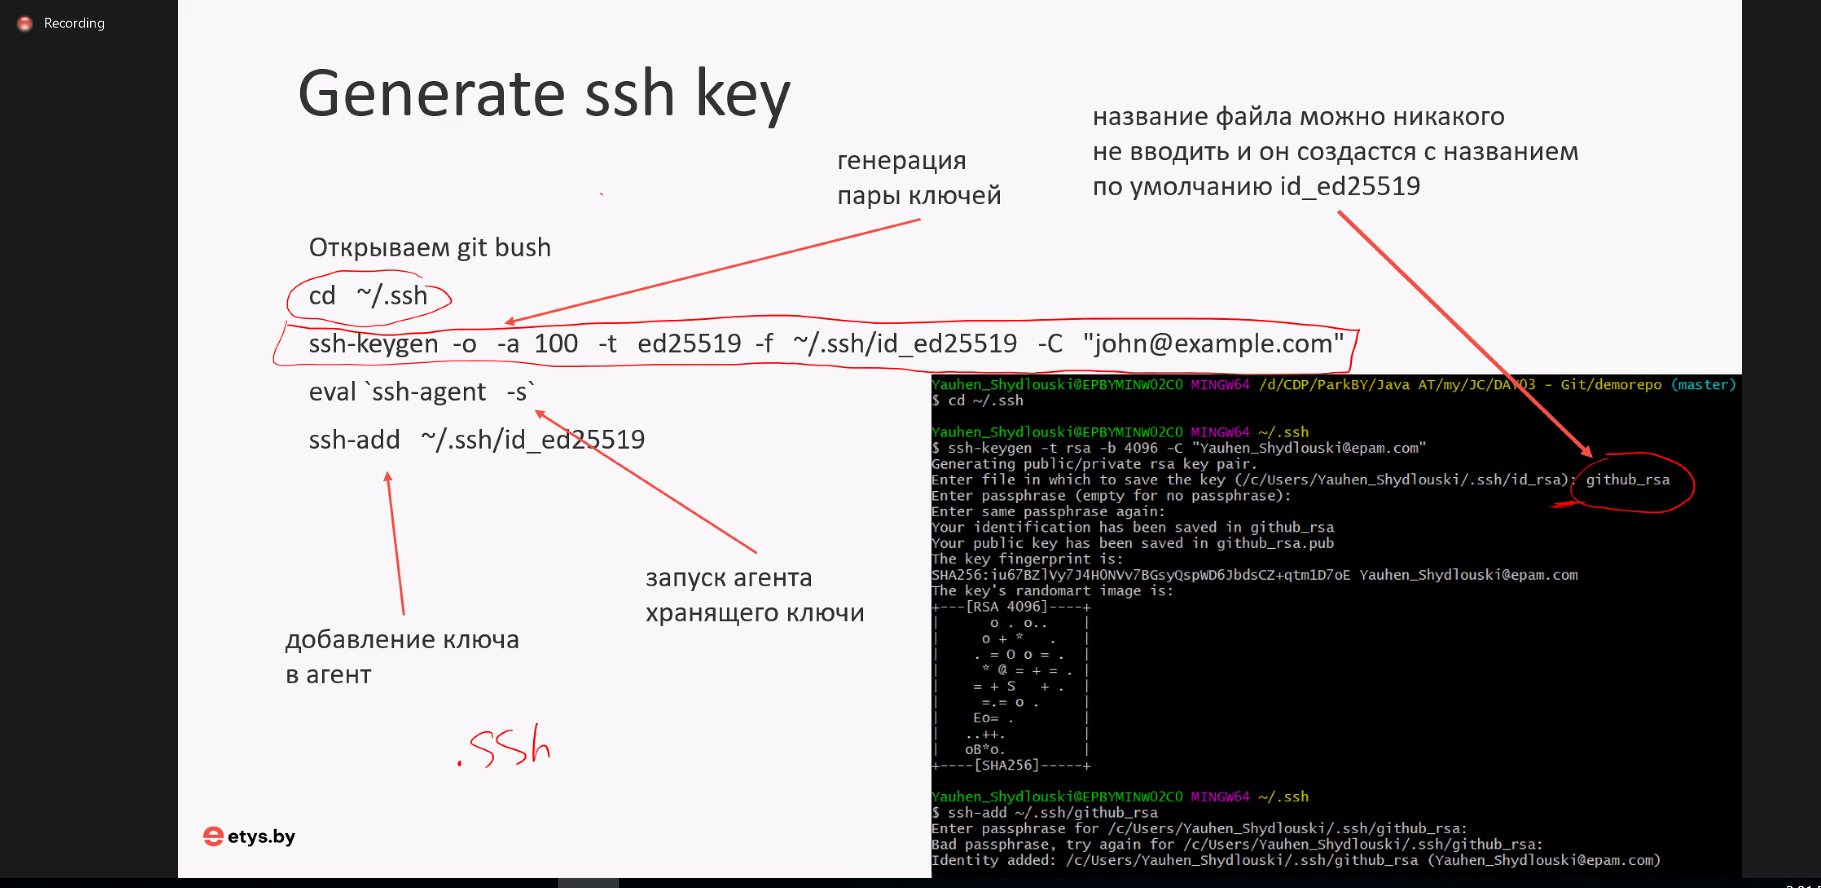 Recording
Generate ssh key
название файла можно никакого
не вводить и он создастся с названием
по умолчанию id_ed25519
генерация
пары ключей
Открываем git bush
cd ~/.ssh
ssh-keygen -o -a 100 -t ed25519 -f ~/.ssh/id_ed25519 -C "john@example.com"
eval `ssh-agent -s`
ssh-add ~/.ssh/id_ed25519
запуск агента
хранящего ключи
добавление ключа
в агент
.ssh
etys.by
Yauhen_Shydlouski@EPBYMINW02C0 MINGW64 /d/CDP/ParkBY/Java AT/my/JC/DAY03 - Git/demorepo (master)
$ cd ~/.ssh
Yauhen_Shydlouski@EPBYMINW02C0 MINGW64 ~/.ssh
$ ssh-keygen -t rsa -b 4096 -C "Yauhen_Shydlouski@epam.com"
Generating public/private rsa key pair.
Enter file in which to save the key (/c/Users/Yauhen_Shydlouski/.ssh/id_rsa): github_rsa
Enter passphrase (empty for no passphrase):
Enter same passphrase again:
Your identification has been saved in github_rsa
Your public key has been saved in github_rsa.pub
The key fingerprint is:
SHA256:iu67BZlVy7J4H0NVv7BGsyQspWD6JbdsCZ+qtm1D7oE Yauhen_Shydlouski@epam.com
The key's randomart image is:
+---[RSA 4096]----+
|      o . o..    |
|     o + *   .   |
|    . = O o = .  |
|     * @ = + = . |
|    = + S   + .  |
|     =.= o .     |
|    Eo= .        |
|   ..++.         |
|   oB*o.         |
+----[SHA256]-----+
Yauhen_Shydlouski@EPBYMINW02C0 MINGW64 ~/.ssh
$ ssh-add ~/.ssh/github_rsa
Enter passphrase for /c/Users/Yauhen_Shydlouski/.ssh/github_rsa:
Bad passphrase, try again for /c/Users/Yauhen_Shydlouski/.ssh/github_rsa:
Identity added: /c/Users/Yauhen_Shydlouski/.ssh/github_rsa (Yauhen_Shydlouski@epam.com)